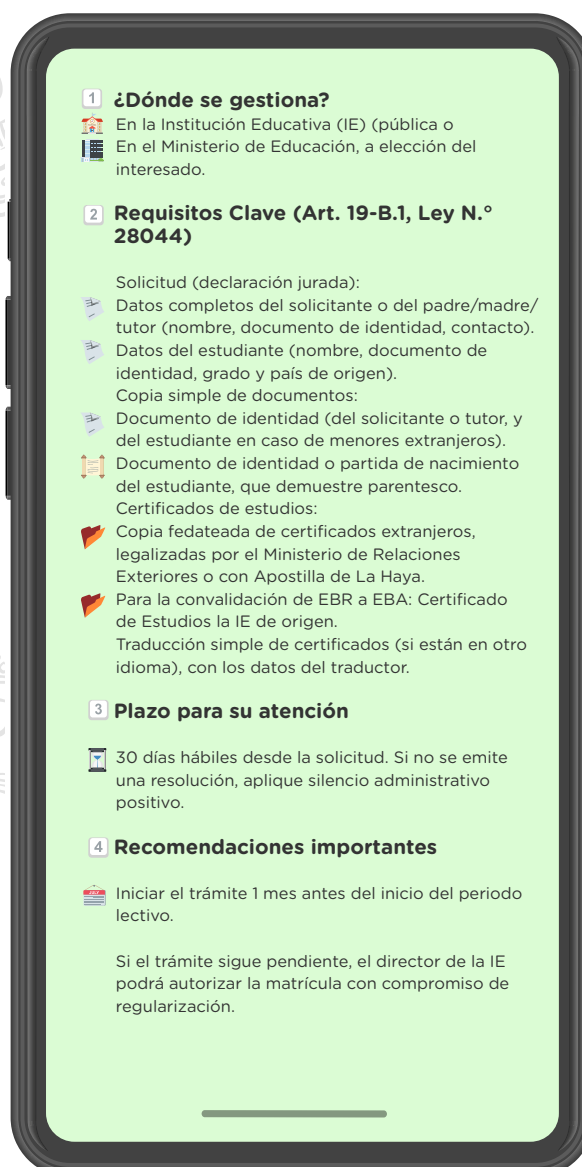 1 ¿Dónde se gestiona?
En la Institución Educativa (IE) (pública o
En el Ministerio de Educación, a elección del
interesado.
2 Requisitos Clave (Art. 19-B.1, Ley N.°
28044)
Solicitud (declaración jurada):
Datos completos del solicitante o del padre/madre/
tutor (nombre, documento de identidad, contacto).
Datos del estudiante (nombre, documento de
identidad, grado y país de origen).
Copia simple de documentos:
Documento de identidad (del solicitante o tutor, y
del estudiante en caso de menores extranjeros).
Documento de identidad o partida de nacimiento
del estudiante, que demuestre parentesco.
Certificados de estudios:
Copia fedateada de certificados extranjeros,
legalizadas por el Ministerio de Relaciones
Exteriores o con Apostilla de La Haya.
Para la convalidación de EBR a EBA: Certificado
de Estudios la IE de origen.
Traducción simple de certificados (si están en otro
idioma), con los datos del traductor.
3 Plazo para su atención
30 días hábiles desde la solicitud. Si no se emite
una resolución, aplique silencio administrativo
positivo.
4 Recomendaciones importantes
Iniciar el trámite 1 mes antes del inicio del periodo
lectivo.
Si el trámite sigue pendiente, el director de la IE
podrá autorizar la matrícula con compromiso de
regularización.